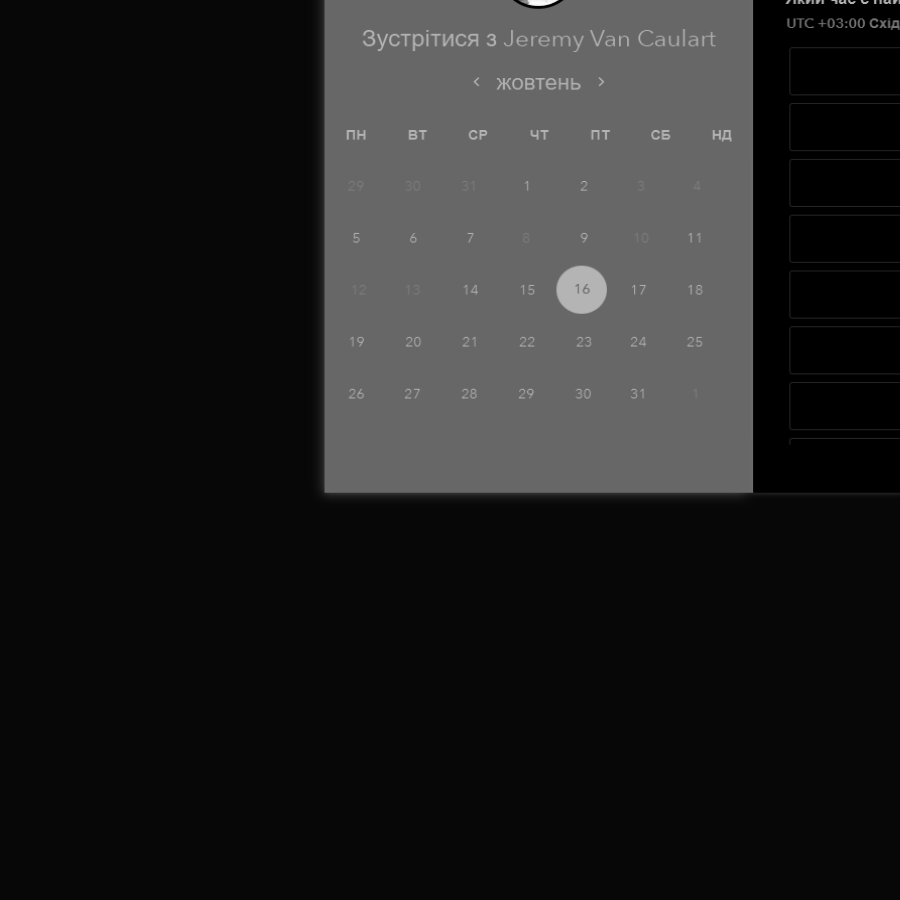 Який час є
UTC +03:00 Схід
Зустрітися з Jeremy Van Caulart
‹ жовтень ›
ПН ВТ СР ЧТ ПТ СБ НД
29 30 31 1 2 3 4
5 6 7 8 9 10 11
12 13 14 15 16 17 18
19 20 21 22 23 24 25
26 27 28 29 30 31 1